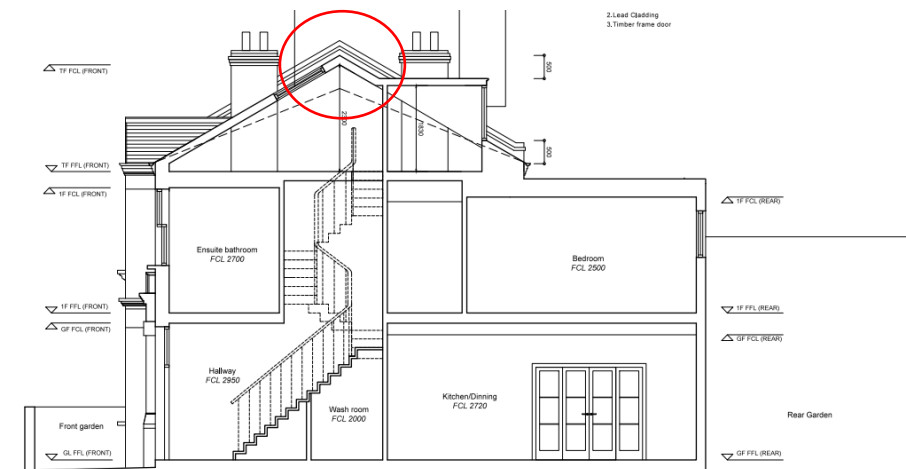 2.Lead Cladding
3.Timber frame door
TF FCL (FRONT)
500
1830
500
TF FFL (FRONT)
1F FCL (FRONT)
1F FCL (REAR)
Ensuite bathroom
FCL 2700
Bedroom
FCL 2500
1F FFL (FRONT)
1F FFL (REAR)
GF FCL (FRONT)
GF FCL (REAR)
Hallway
FCL 2950
Kitchen/Dinning
FCL 2720
Wash room
FCL 2000
Front garden
Rear Garden
GL FFL (FRONT)
GF FFL (REAR)